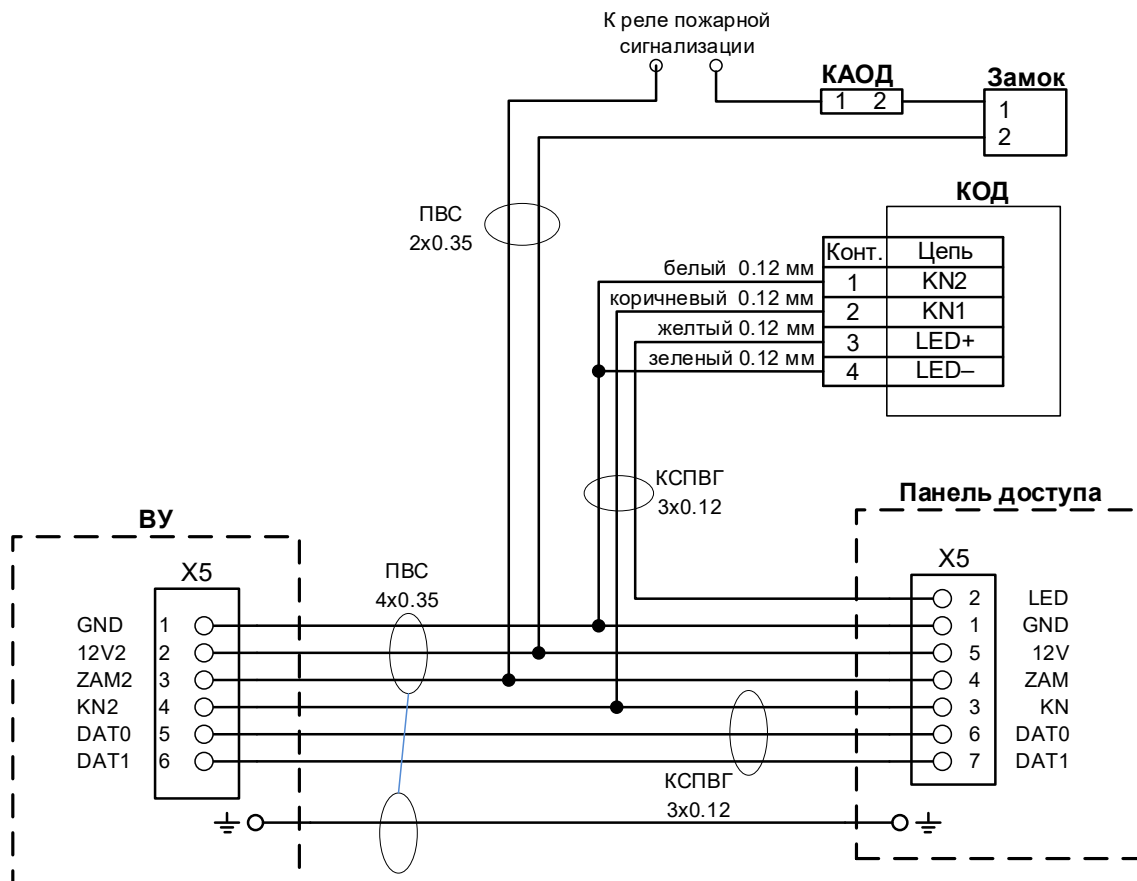 К реле пожарной
сигнализации
КАОД
1 2
Замок
1
2
ПВС
2x0.35
КОД
Конт. Цепь
белый 0.12 мм 1 KN2
коричневый 0.12 мм 2 KN1
желтый 0.12 мм 3 LED+
зеленый 0.12 мм 4 LED–
КСПВГ
3x0.12
Панель доступа
ВУ
X5
ПВС
4x0.35
X5
2 LED
GND 1 1 GND
12V2 2 5 12V
ZAM2 3 4 ZAM
KN2 4 3 KN
DAT0 5 6 DAT0
DAT1 6 7 DAT1
КСПВГ
3x0.12